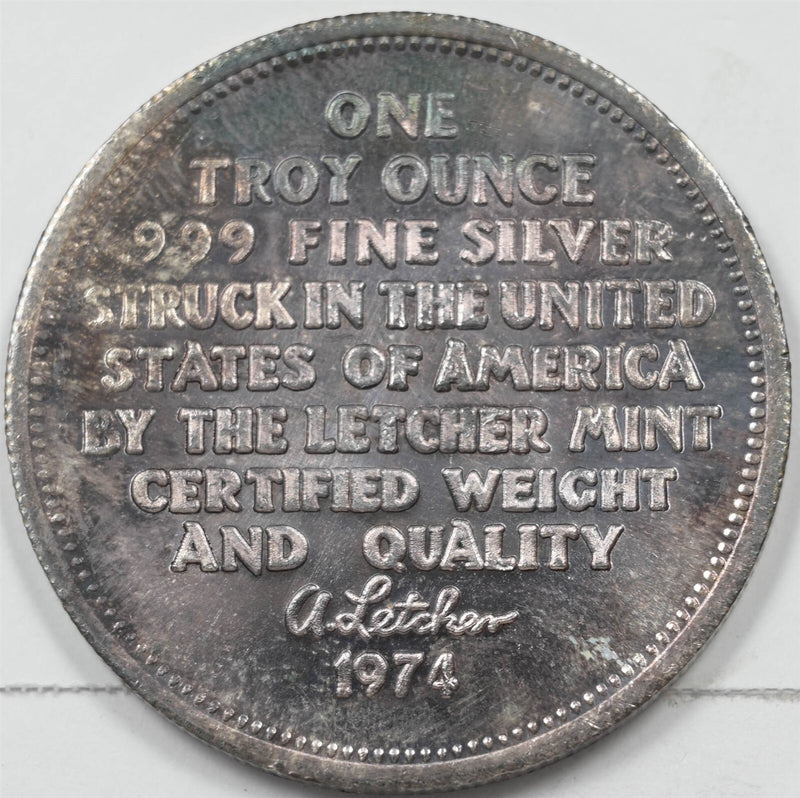 ONE
TROY OUNCE
999 FINE SILVER
STRUCK IN THE UNITED
STATES OF AMERICA
BY THE LETCHER MINT
CERTIFIED WEIGHT
AND QUALITY
A. Letcher
1974